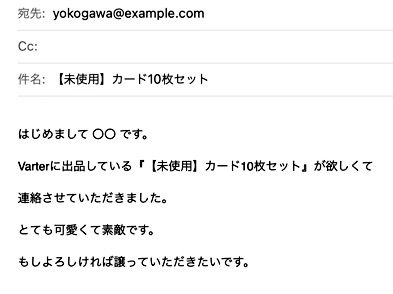 宛先: yokogawa@example.com
Cc:
件名: 【未使用】カード10枚セット
はじめまして 〇〇 です。
Varterに出品している『【未使用】カード10枚セット』が欲しくて
連絡させていただきました。
とても可愛くて素敵です。
もしよろしければ譲っていただきたいです。